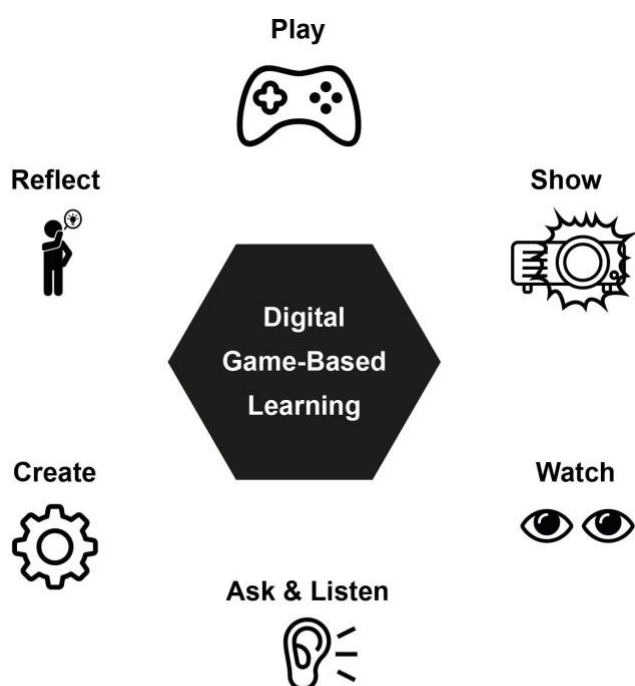 Play
Reflect
Show
Digital
Game-Based
Learning
Create
Watch
Ask & Listen